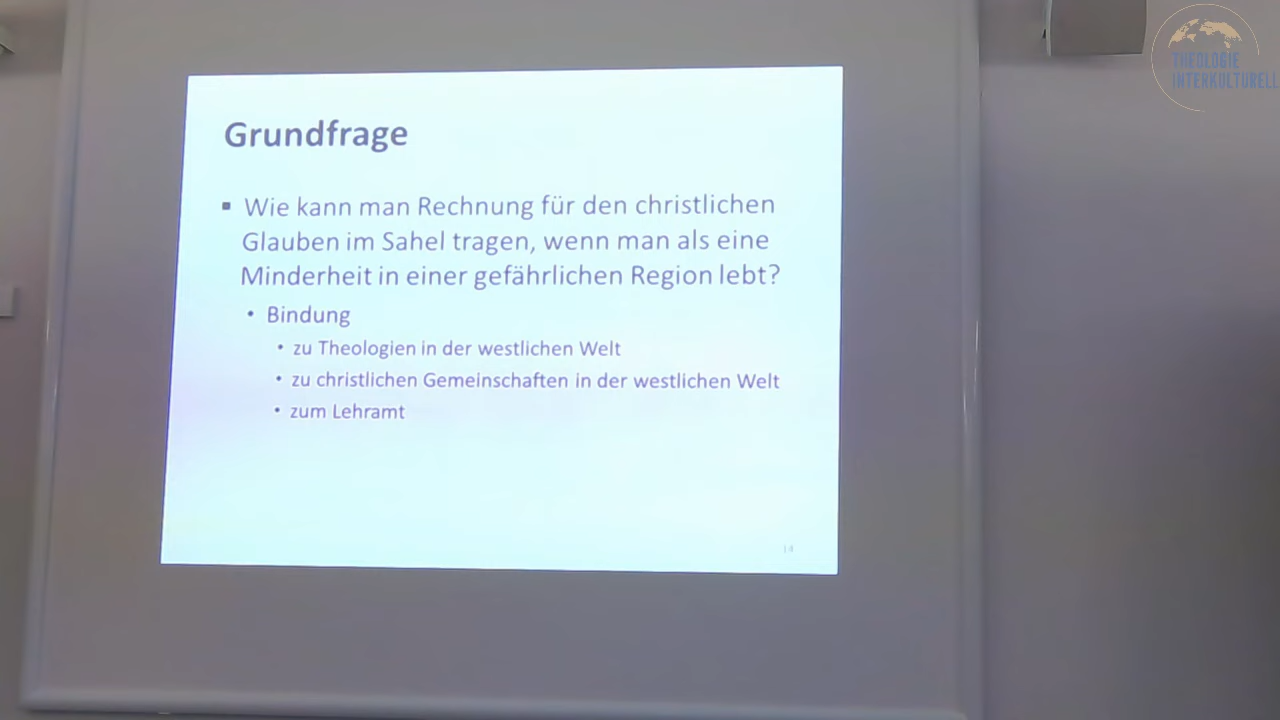 THEOLOGIE
INTERKULTURELL
Grundfrage
▪ Wie kann man Rechnung für den christlichen
Glauben im Sahel tragen, wenn man als eine
Minderheit in einer gefährlichen Region lebt?
• Bindung
• zu Theologien in der westlichen Welt
• zu christlichen Gemeinschaften in der westlichen Welt
• zum Lehramt
14